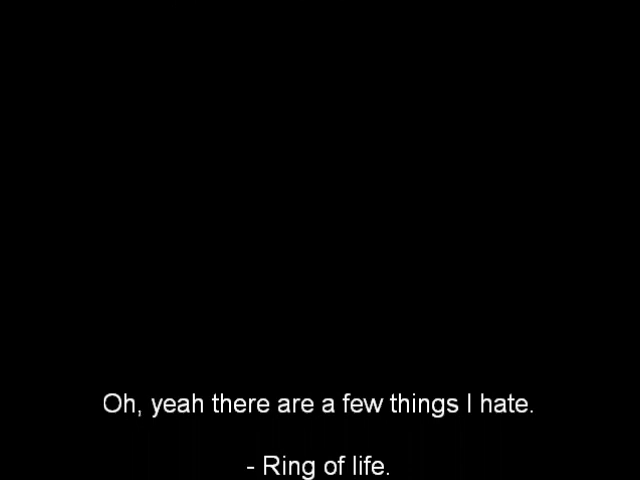 Oh, yeah there are a few things I hate.
- Ring of life.